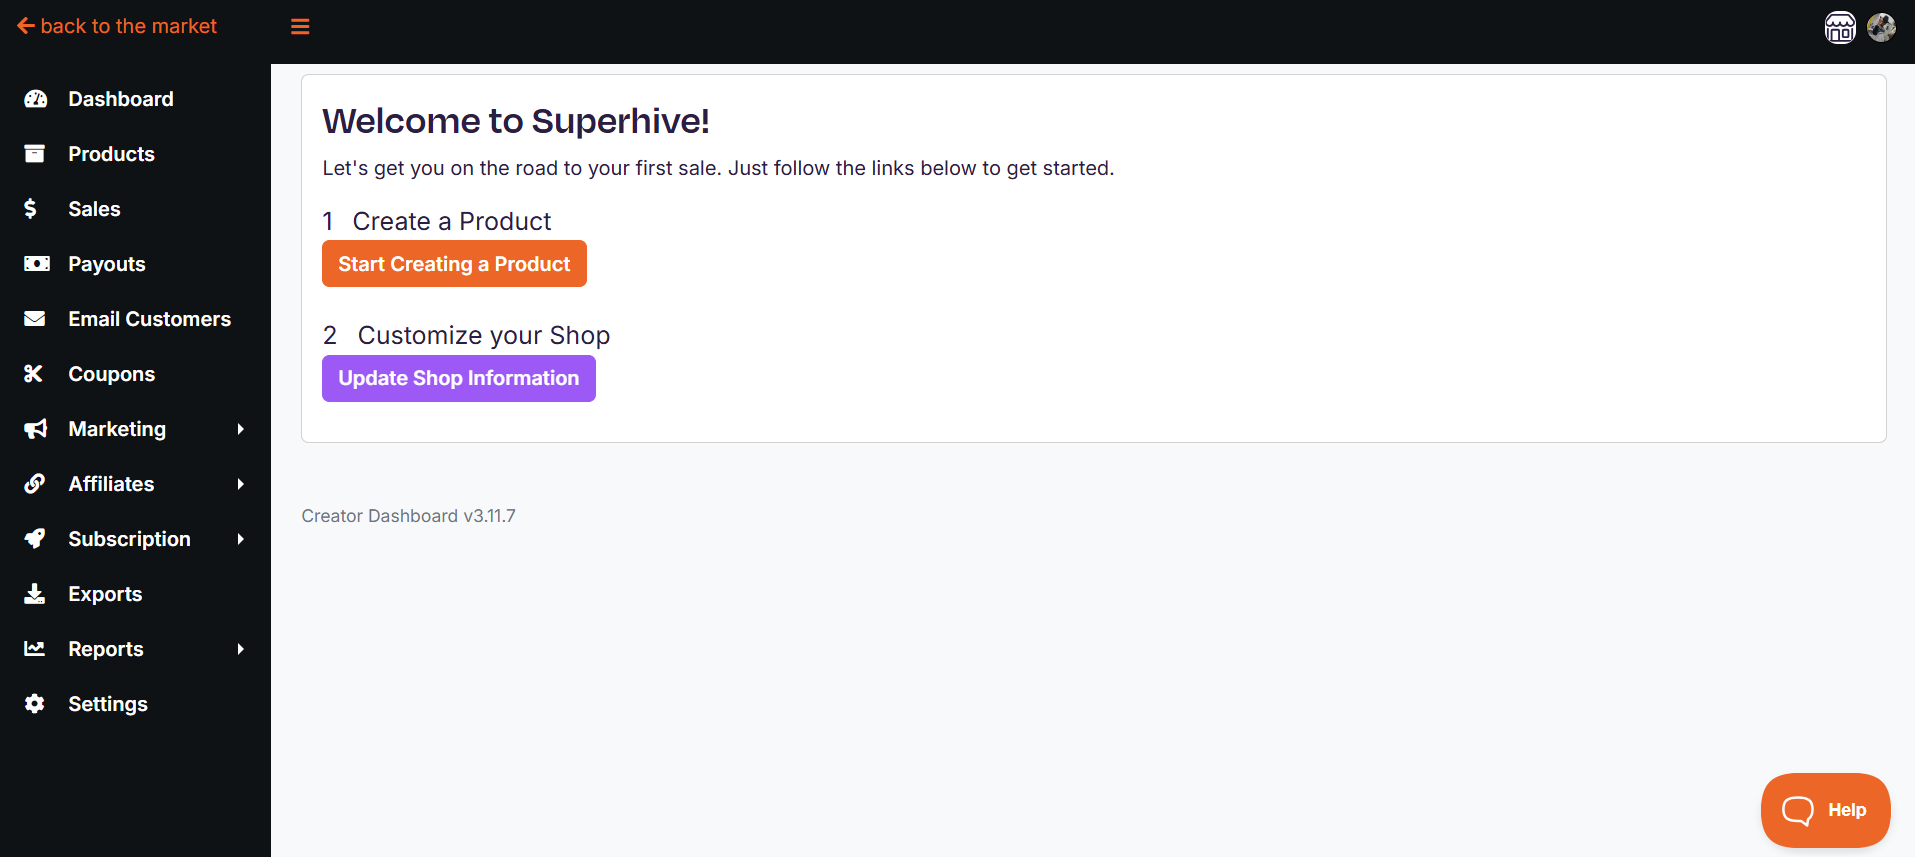 back to the market
Dashboard
Products
Sales
Payouts
Email Customers
Coupons
Marketing
Affiliates
Subscription
Exports
Reports
Settings
Welcome to Superhive!
Let's get you on the road to your first sale. Just follow the links below to get started.
1 Create a Product
Start Creating a Product
2 Customize your Shop
Update Shop Information
Creator Dashboard v3.11.7
Help